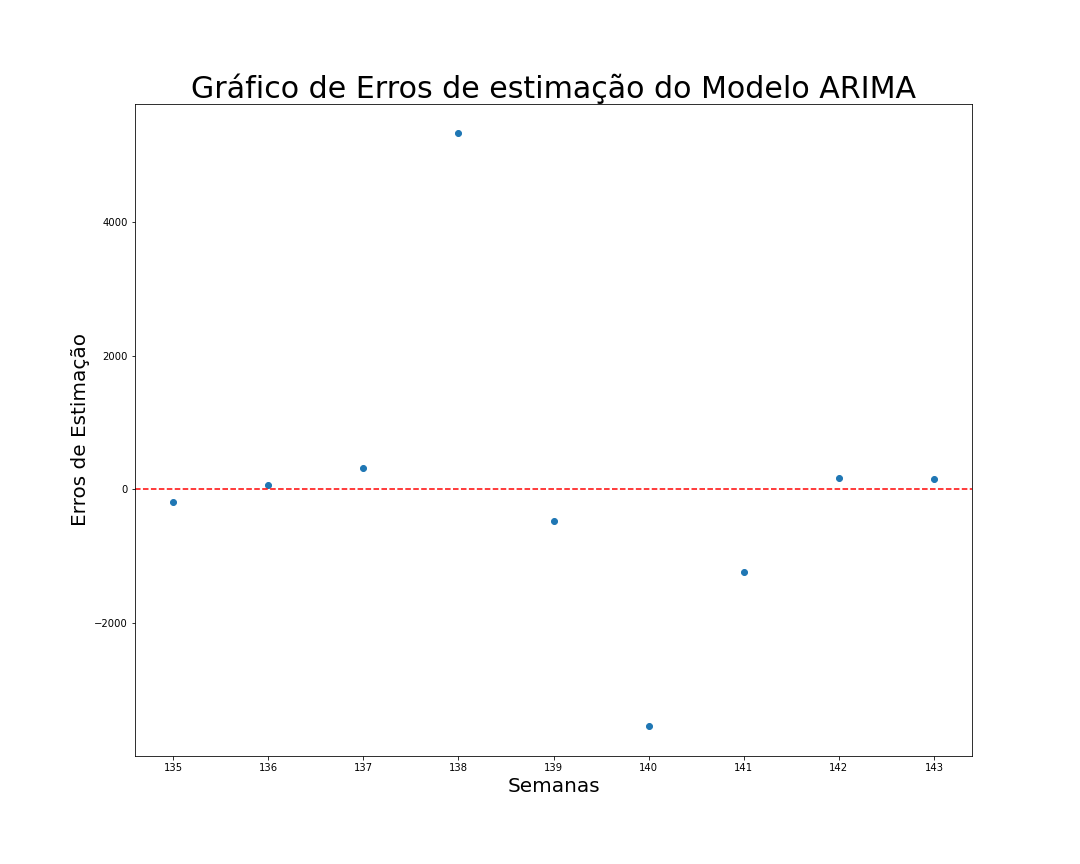 Gráfico de Erros de estimação do Modelo ARIMA
Erros de Estimação
4000
2000
0
−2000
135 136 137 138 139 140 141 142 143
Semanas